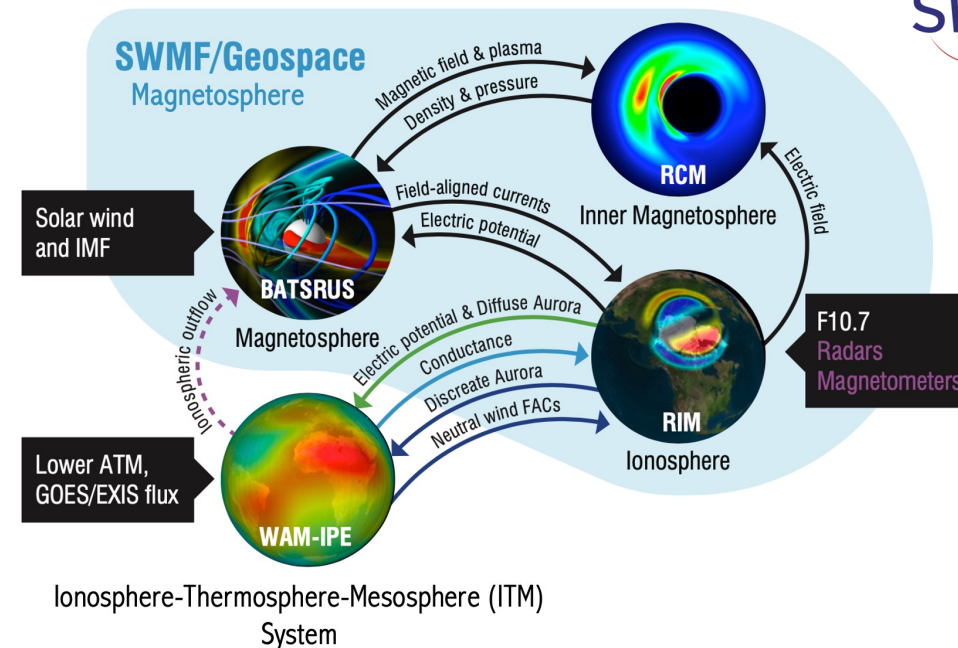 SWMF/Geospace
Magnetosphere
Magnetic field & plasma
Density & pressure
RCM
Inner Magnetosphere
Electric field
Solar wind
and IMF
Field-aligned currents
Electric potential
BATSRUS
Magnetosphere
Ionospheric outflow
Electric potential & Diffuse Aurora
Conductance
Discreate Aurora
Neutral wind FACs
RIM
Ionosphere
F10.7
Radars
Magnetometers
Lower ATM,
GOES/EXIS flux
WAM-IPE
Ionosphere-Thermosphere-Mesosphere (ITM)
System